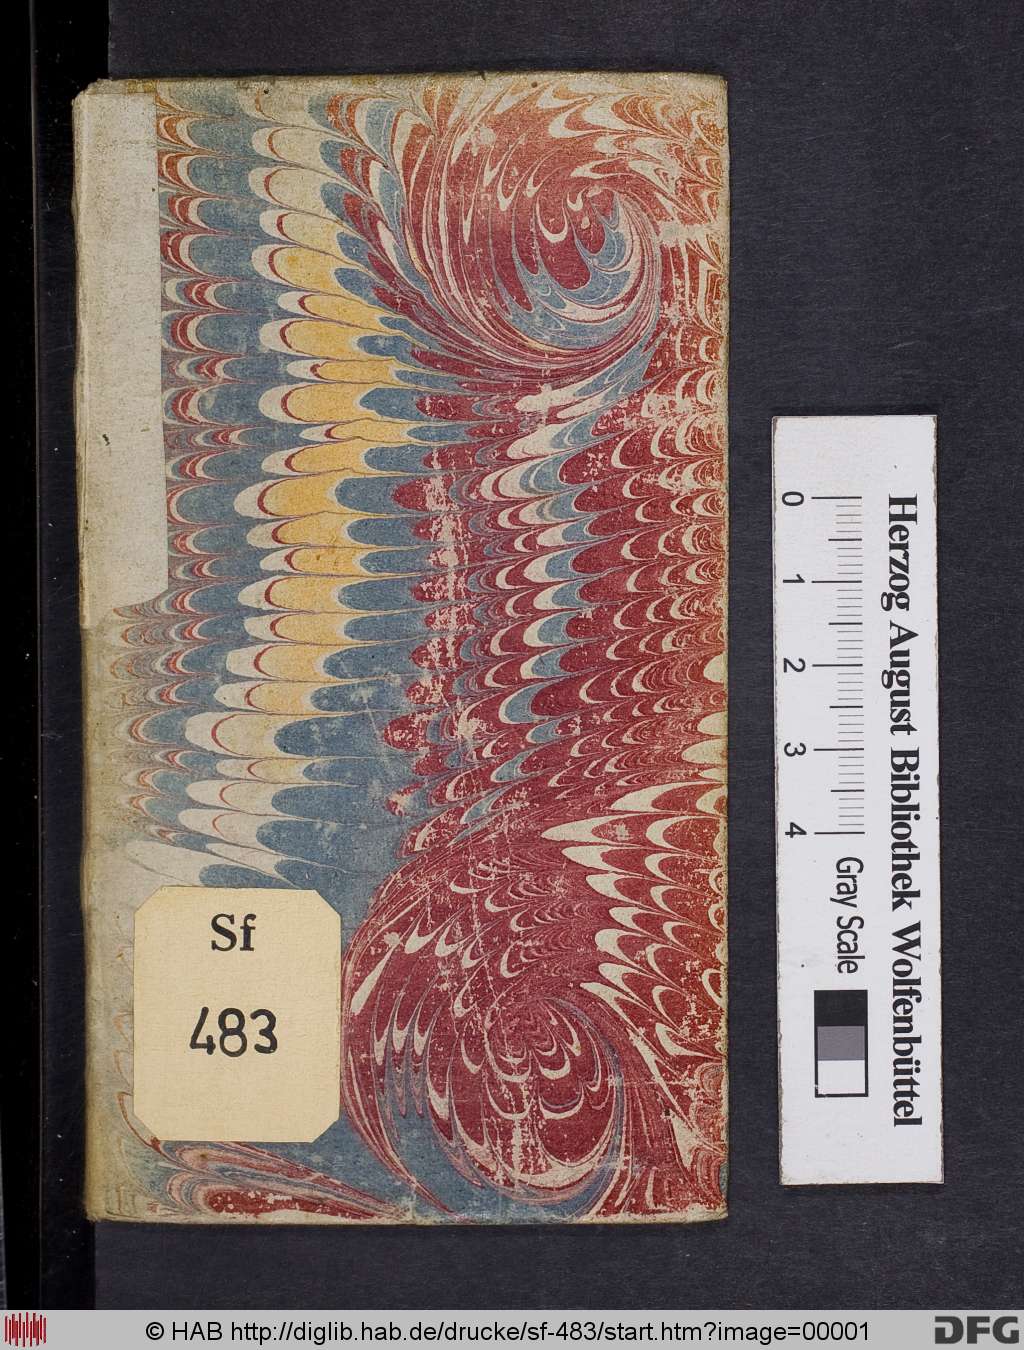 Sf
483
Herzog August Bibliothek Wolfenbüttel
0 1 2 3 4 Gray Scale
© HAB http://diglib.hab.de/drucke/sf-483/start.htm?image=00001
DFG